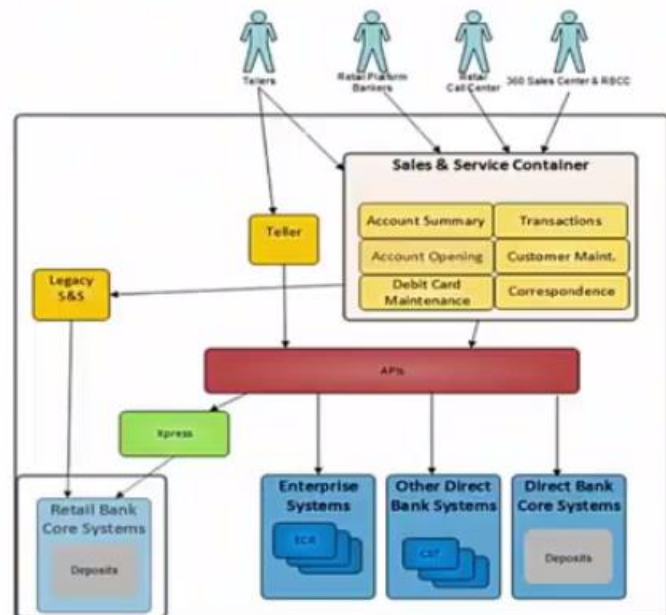 Tellers
Retail Platform
Bankers
Retail
Call Center
360 Sales Center & RBCC
Sales & Service Container
Account Summary
Transactions
Account Opening
Customer Maint.
Debit Card
Maintenance
Correspondence
Teller
Legacy
S&S
APIs
Xpress
Retail Bank
Core Systems
Deposits
Enterprise
Systems
ECR
Other Direct
Bank Systems
Direct Bank
Core Systems
Deposits